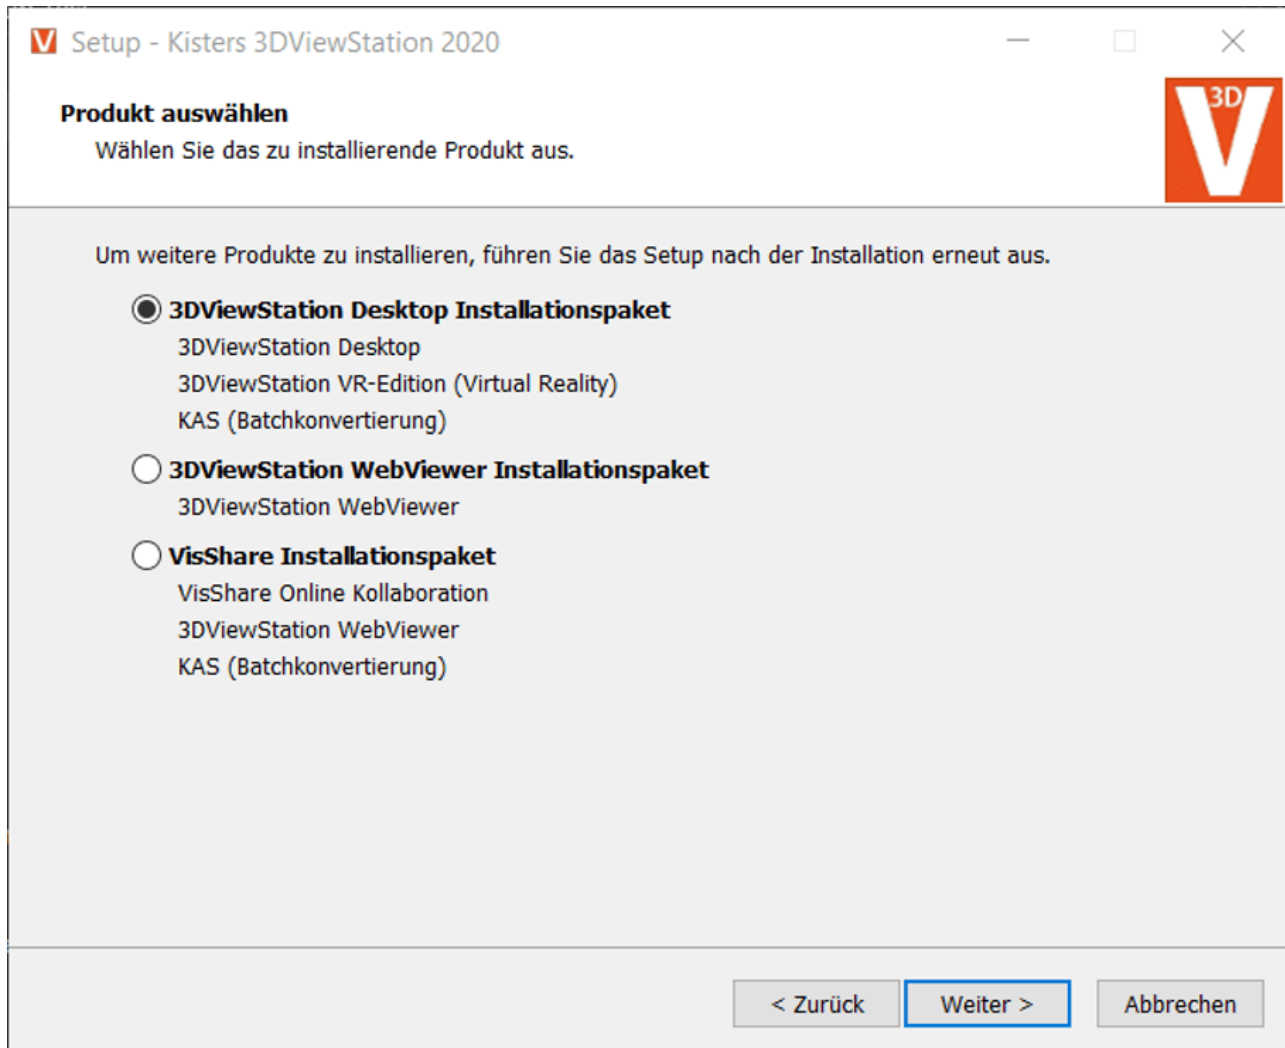 Setup - Kisters 3DViewStation 2020
Produkt auswählen
Wählen Sie das zu installierende Produkt aus.
3D
V
Um weitere Produkte zu installieren, führen Sie das Setup nach der Installation erneut aus.
3DViewStation Desktop Installationspaket
3DViewStation Desktop
3DViewStation VR-Edition (Virtual Reality)
KAS (Batchkonvertierung)
3DViewStation WebViewer Installationspaket
3DViewStation WebViewer
VisShare Installationspaket
VisShare Online Kollaboration
3DViewStation WebViewer
KAS (Batchkonvertierung)
< Zurück Weiter > Abbrechen